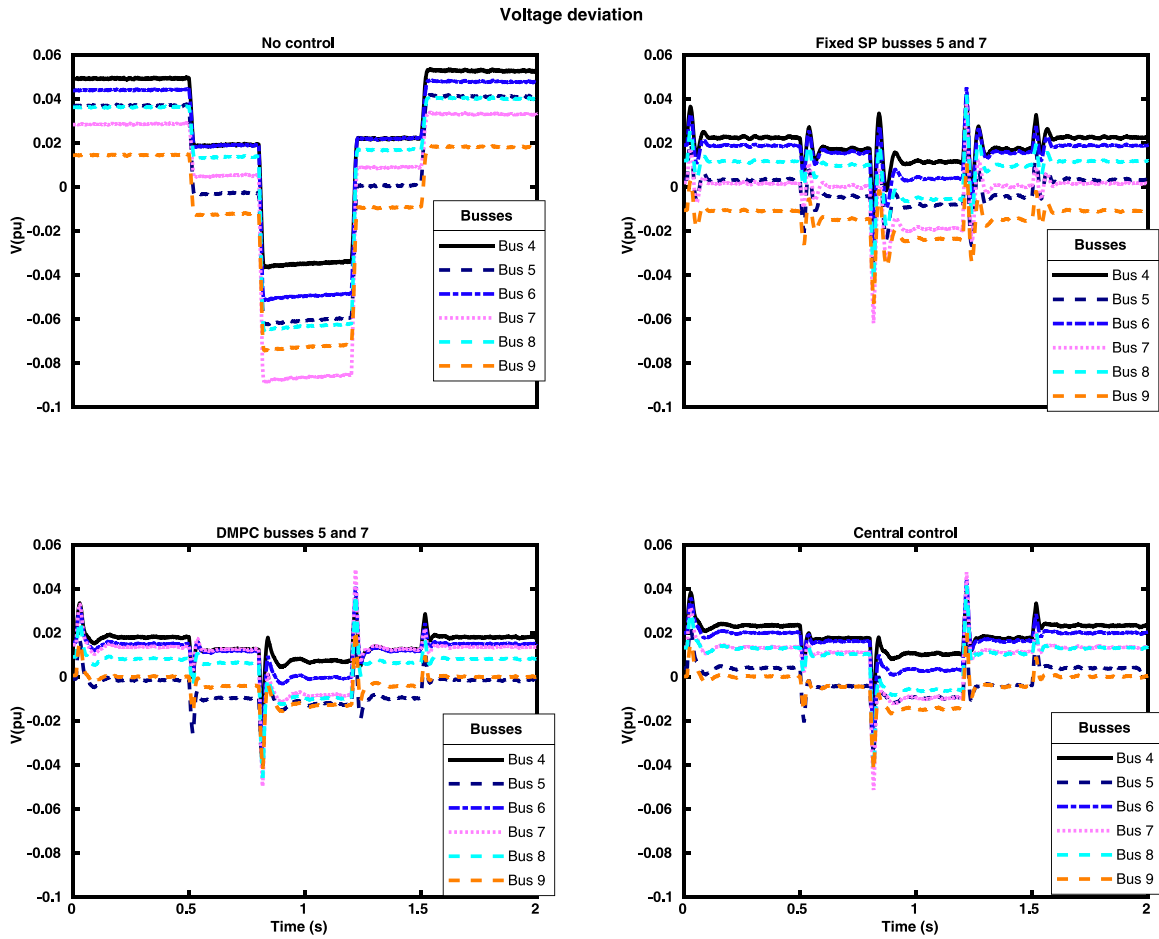 Voltage deviation
No control
0.06
0.04
0.02
0
-0.02
-0.04
-0.06
-0.08
-0.1
V(pu)
Busses
Bus 4
Bus 5
Bus 6
Bus 7
Bus 8
Bus 9
Fixed SP busses 5 and 7
0.06
0.04
0.02
0
-0.02
-0.04
-0.06
-0.08
-0.1
V(pu)
Busses
Bus 4
Bus 5
Bus 6
Bus 7
Bus 8
Bus 9
DMPC busses 5 and 7
0.06
0.04
0.02
0
-0.02
-0.04
-0.06
-0.08
-0.1
V(pu)
Busses
Bus 4
Bus 5
Bus 6
Bus 7
Bus 8
Bus 9
0 0.5 1 1.5 2
Time (s)
Central control
0.06
0.04
0.02
0
-0.02
-0.04
-0.06
-0.08
-0.1
V(pu)
Busses
Bus 4
Bus 5
Bus 6
Bus 7
Bus 8
Bus 9
0 0.5 1 1.5 2
Time (s)